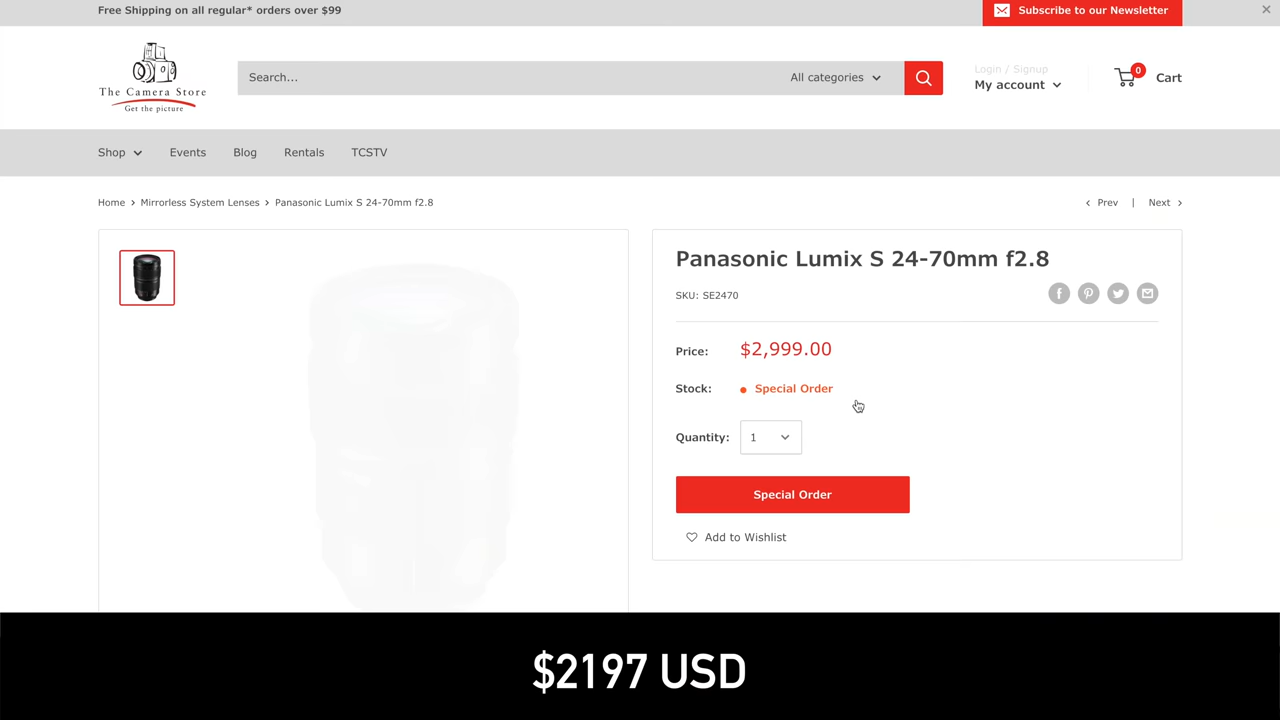 Free Shipping on all regular* orders over $99
Subscribe to our Newsletter
The Camera Store
Get the picture
Search...
All categories
Login / Signup
My account
0
Cart
Shop
Events
Blog
Rentals
TCSTV
Home > Mirrorless System Lenses > Panasonic Lumix S 24-70mm f2.8
Prev | Next
Panasonic Lumix S 24-70mm f2.8
SKU: SE2470
Price: $2,999.00
Stock: Special Order
Quantity: 1
Special Order
Add to Wishlist
$2197 USD